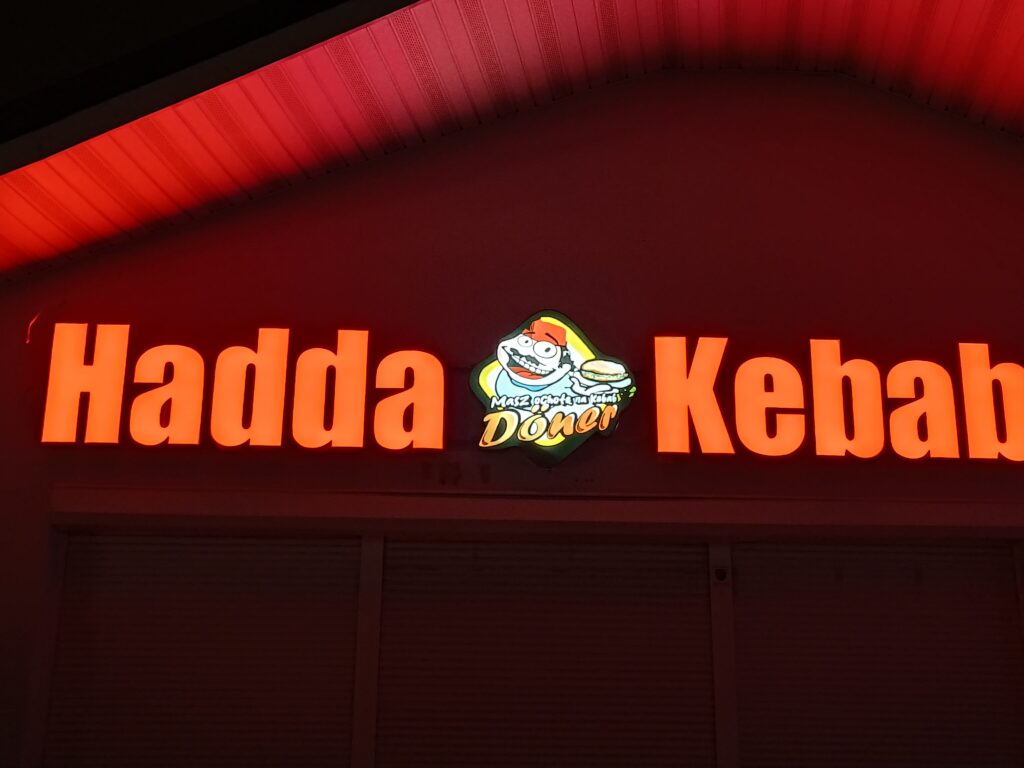 Hadda Kebab
Masz ochotę na Kebab?
Döner